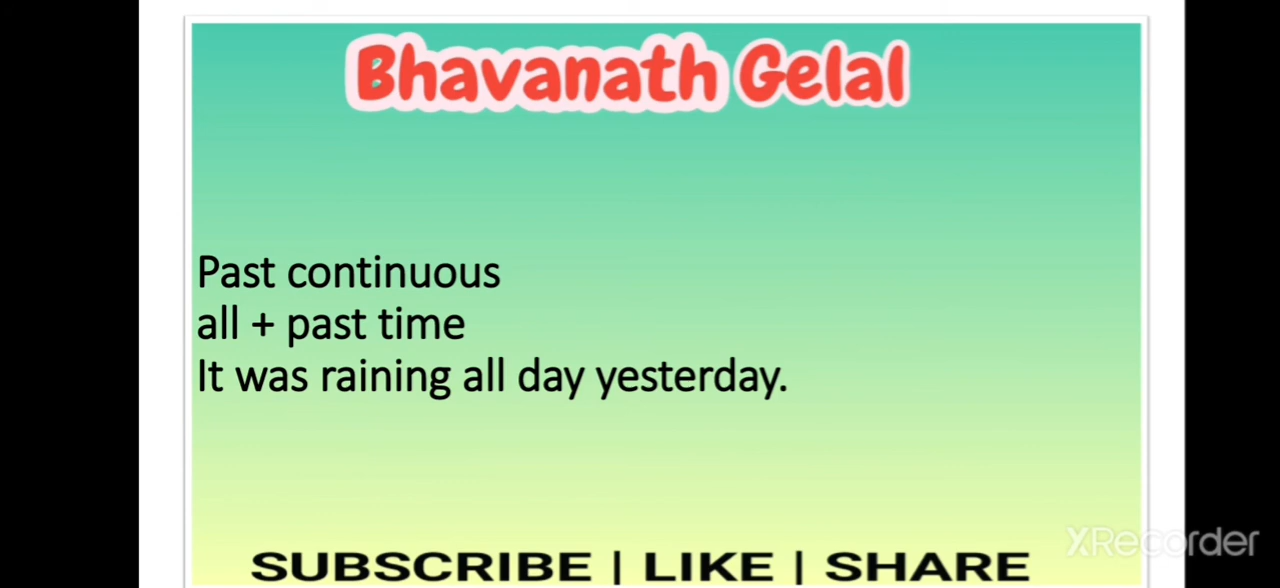 Bhavanath Gelal
Past continuous
all + past time
It was raining all day yesterday.
SUBSCRIBE | LIKE | SHARE
XRecorder